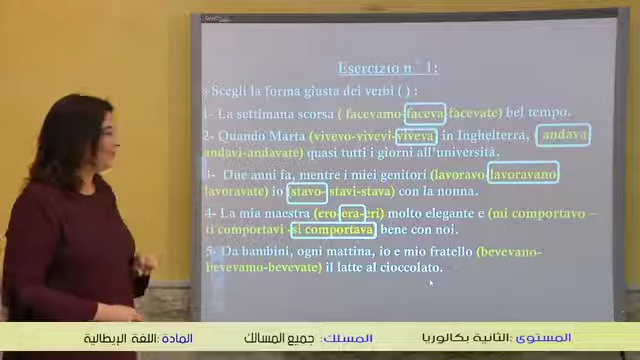 Esercizio n° 1:
Scegli la forma giusta dei verbi ( ) :
1- La settimana scorsa ( facevamo-faceva-facevate) bel tempo.
2- Quando Marta (vivevo-vivevi-viveva in Ingheiterra, ( andava
andavi-andavate) quasi tutti i giorni all'università.
3- Due anni fa, mentre i miei genitori (lavoravo-lavoravano
lavoravate) io (stavo-stavi-stava) con la nonna.
4- La mia maestra (ero-era-eri) molto elegante e (mi comportavo –
ti comportavi -si comportava) bene con noi.
5- Da bambini, ogni mattina, io e mio fratello (bevevano-
bevevamo-bevevate) il latte al cioccolato.
المستوى :الثانية بكالوريا المسلك: جميع المسالك المادة: اللغة الإيطالية